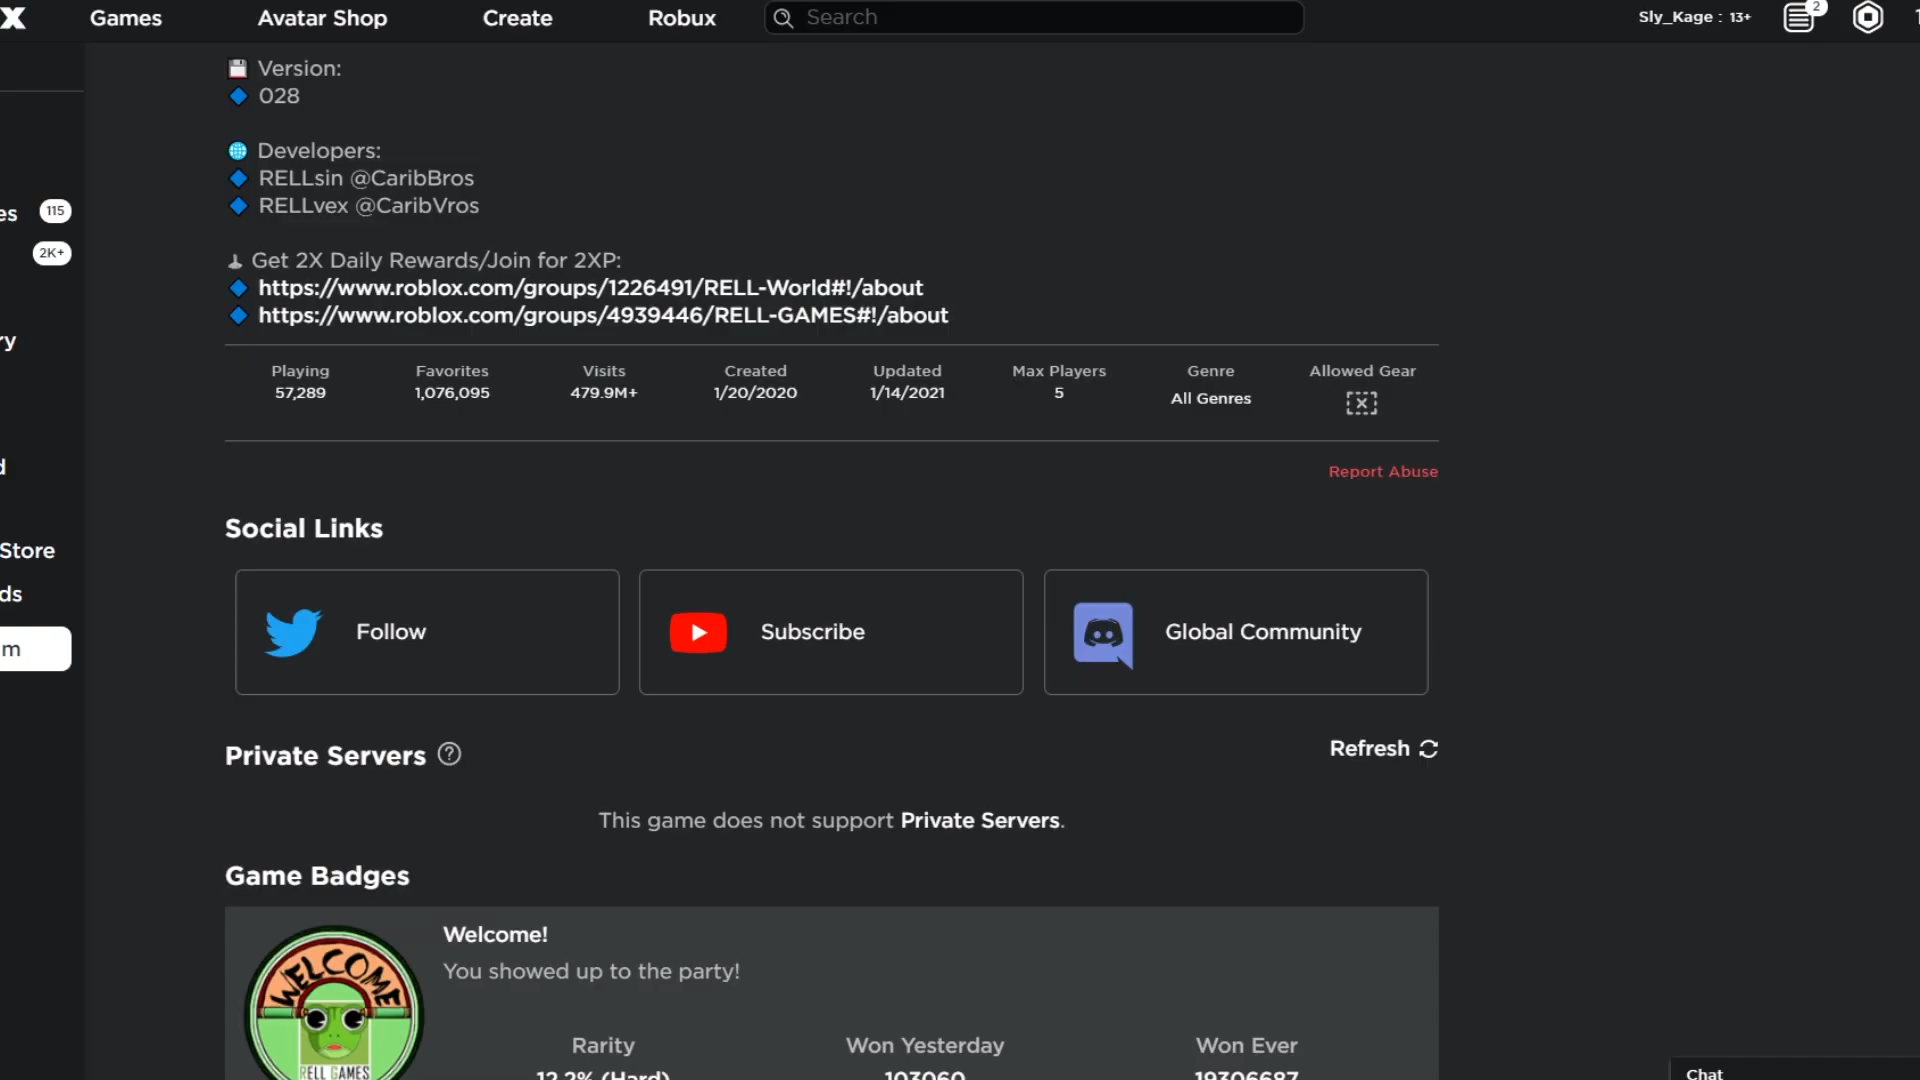 X Games Avatar Shop Create Robux Search Sly_Kage : 13+ 2
Version:
028
Developers:
RELLsin @CaribBros
RELLvex @CaribVros
es 115
2K+
Get 2X Daily Rewards/Join for 2XP:
https://www.roblox.com/groups/1226491/RELL-World#!/about
https://www.roblox.com/groups/4939446/RELL-GAMES#!/about
ry
Playing Favorites Visits Created Updated Max Players Genre Allowed Gear
57,289 1,076,095 479.9M+ 1/20/2020 1/14/2021 5 All Genres
d
Report Abuse
Social Links
Store
ds
m
Follow Subscribe Global Community
Private Servers Refresh
This game does not support Private Servers.
Game Badges
Welcome!
You showed up to the party!
WELCOME
RELL GAMES
Rarity Won Yesterday Won Ever
12.2% (Hard) 103060 19306687
Chat